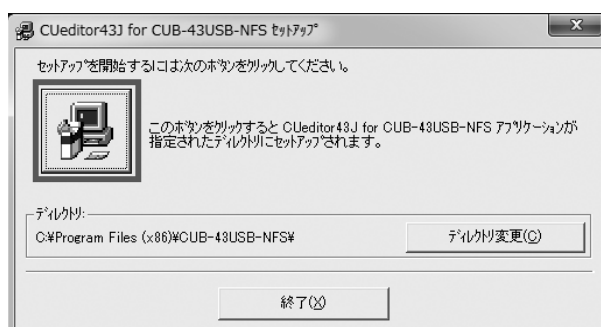 CUeditor43J for CUB-43USB-NFS ｾｯﾄｱｯﾌﾟ
ｾｯﾄｱｯﾌﾟを開始するには次のﾎﾞﾀﾝをｸﾘｯｸしてください。
このﾎﾞﾀﾝをｸﾘｯｸすると CUeditor43J for CUB-43USB-NFS ｱﾌﾟﾘｹｰｼｮﾝが
指定されたﾃﾞｨﾚｸﾄﾘにｾｯﾄｱｯﾌﾟされます。
ﾃﾞｨﾚｸﾄﾘ:
C:¥Program Files (x86)¥CUB-43USB-NFS¥
ﾃﾞｨﾚｸﾄﾘ変更(C)
終了(X)